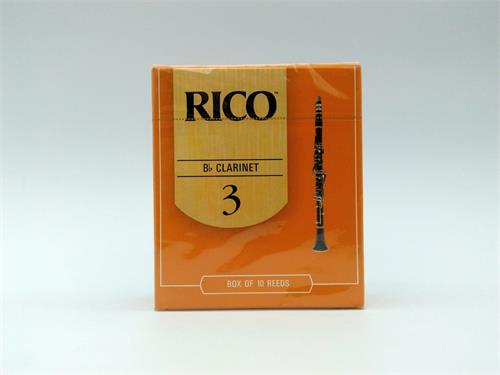 RICO
B♭ CLARINET
3
BOX OF 10 REEDS